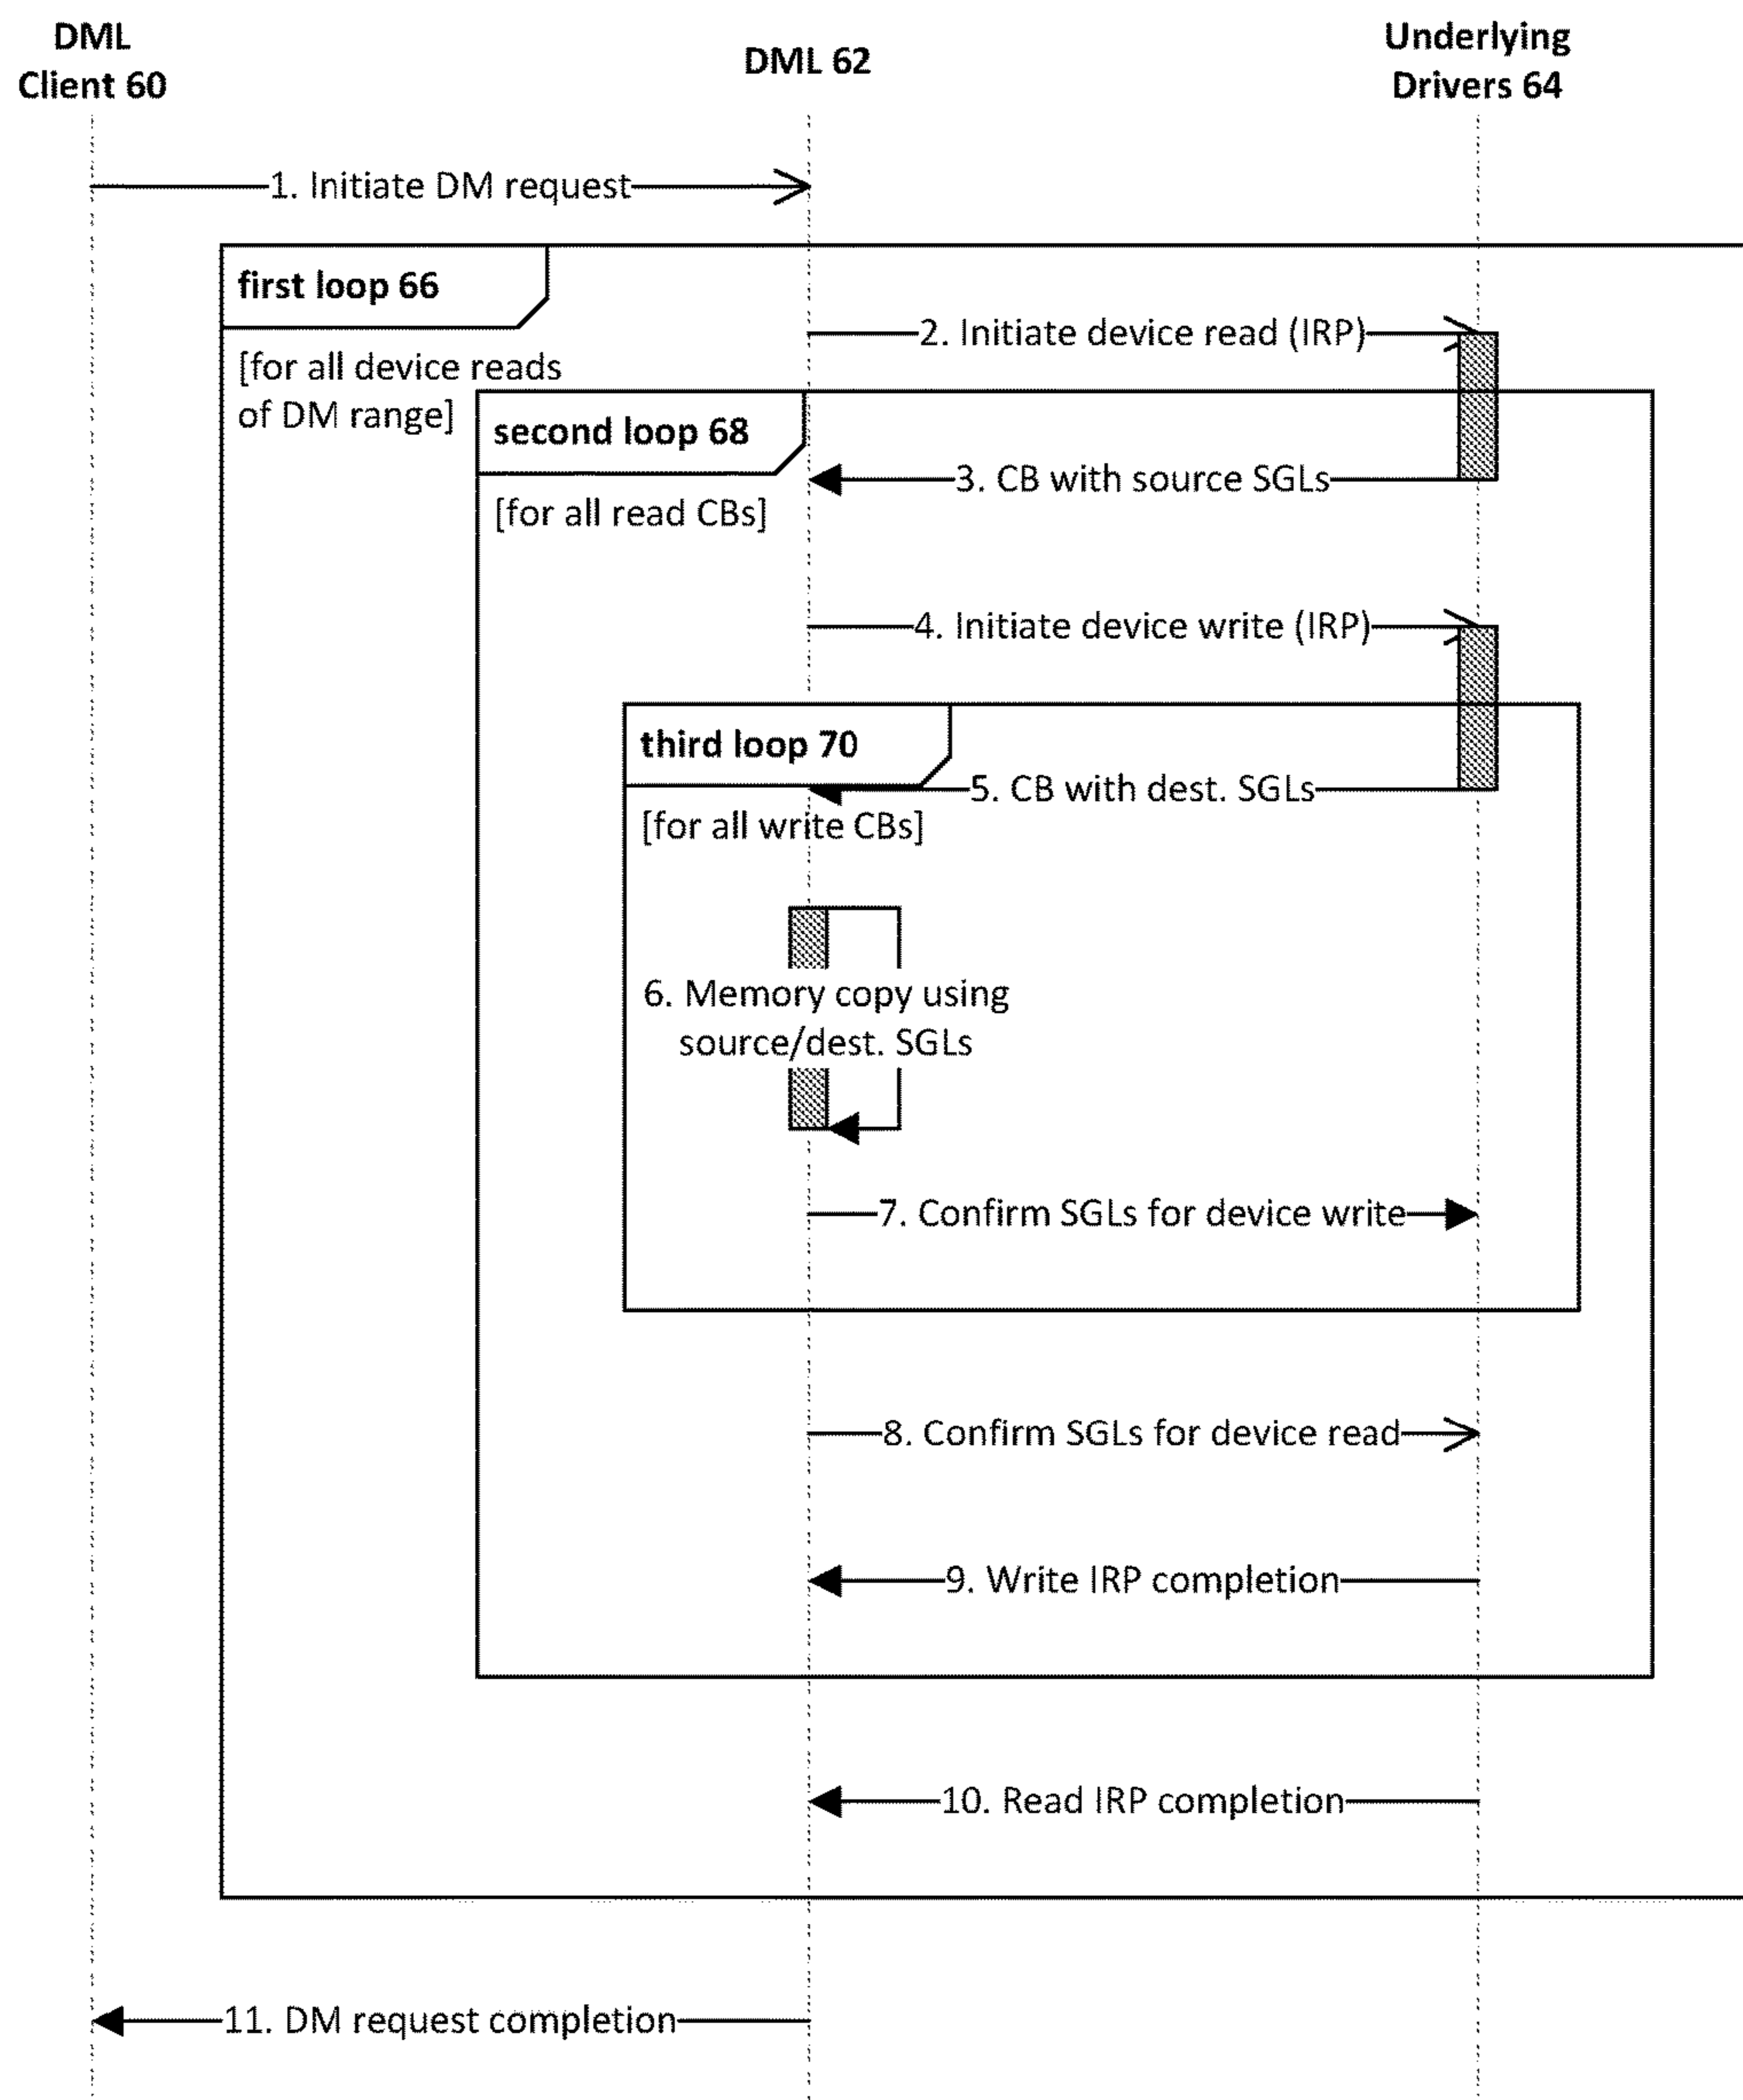 DML
Client 60
DML 62
Underlying
Drivers 64
1. Initiate DM request
first loop 66
[for all device reads
of DM range]
2. Initiate device read (IRP)
second loop 68
[for all read CBs]
3. CB with source SGLs
4. Initiate device write (IRP)
third loop 70
[for all write CBs]
5. CB with dest. SGLs
6. Memory copy using
source/dest. SGLs
7. Confirm SGLs for device write
8. Confirm SGLs for device read
9. Write IRP completion
10. Read IRP completion
11. DM request completion